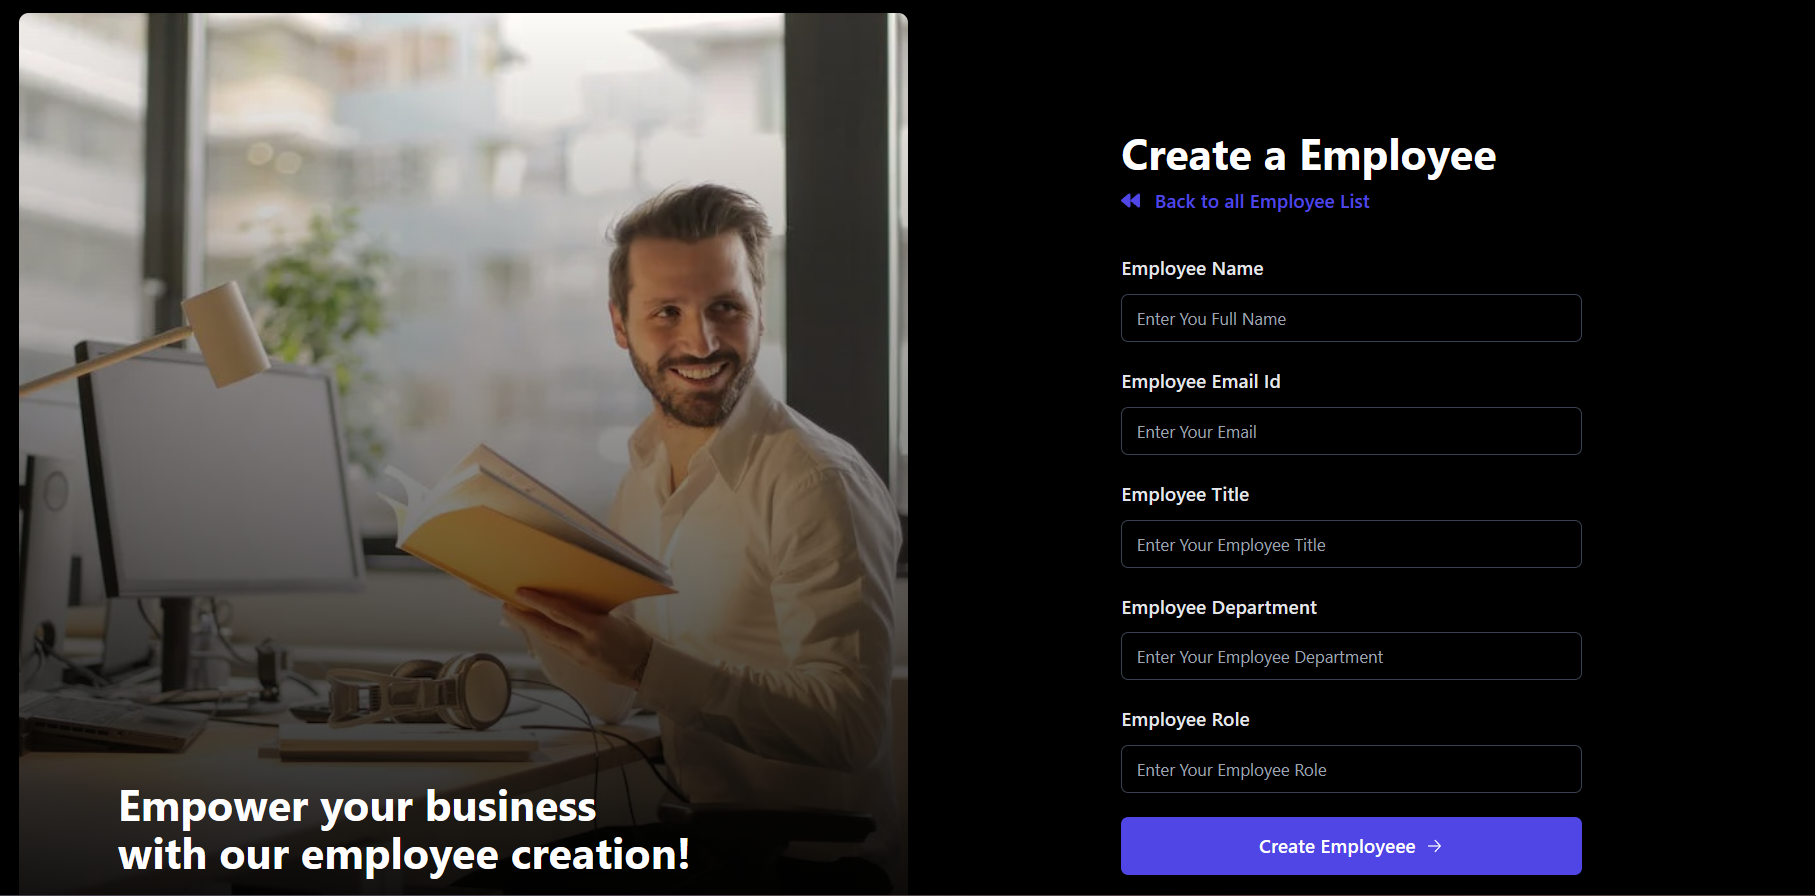 Empower your business
with our employee creation!
Create a Employee
Back to all Employee List
Employee Name
Enter You Full Name
Employee Email Id
Enter Your Email
Employee Title
Enter Your Employee Title
Employee Department
Enter Your Employee Department
Employee Role
Enter Your Employee Role
Create Employeee